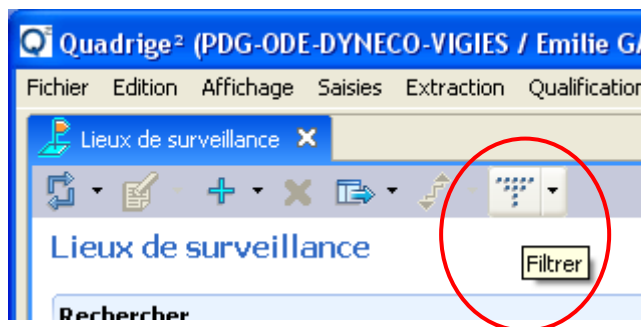 Quadrige² (PDG-ODE-DYNECO-VIGIES / Emilie
Fichier Edition Affichage Saisies Extraction Qualification
Lieux de surveillance
Lieux de surveillance
Filtrer
Rechercher